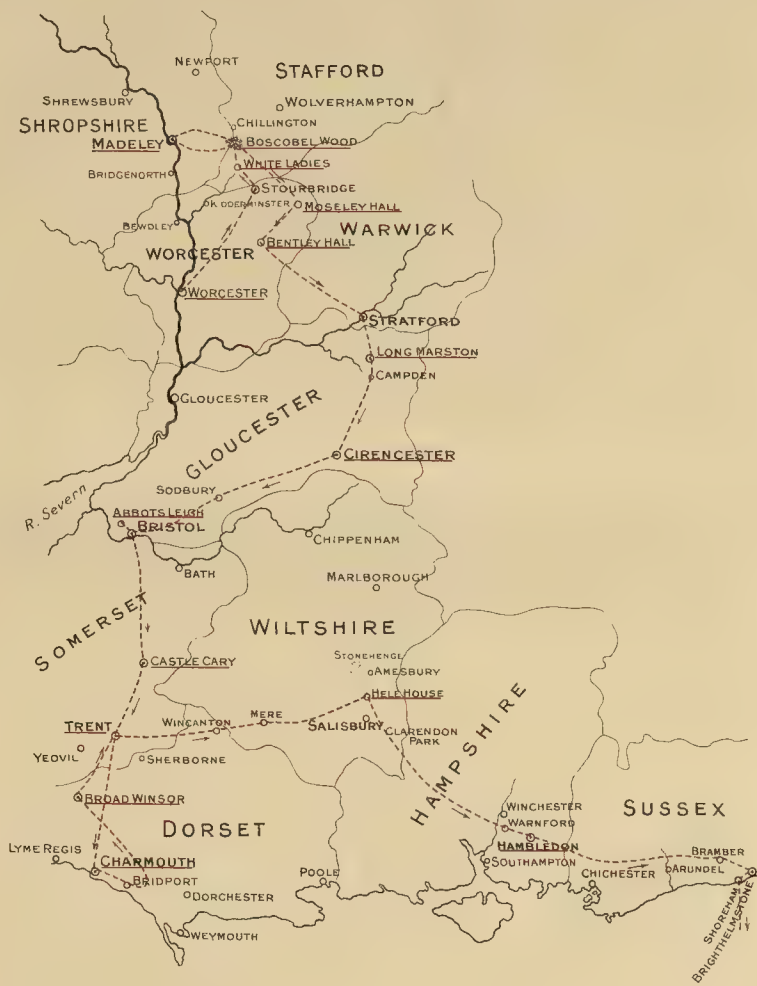 NEWPORT
STAFFORD
SHREWSBURY
WOLVERHAMPTON
SHROPSHIRE
CHILLINGTON
MADELEY
BOSCOBEL WOOD
BRIDGENORTH
WHITE LADIES
STOURBRIDGE
MOSELEY HALL
BEWDLEY
WARWICK
WORCESTER
BENTLEY HALL
WORCESTER
STRATFORD
LONG MARSTON
CAMPDEN
GLOUCESTER
GLOUCESTER
CIRENCESTER
R. Severn
SODBURY
ABBOTS LEIGH
BRISTOL
CHIPPENHAM
BATH
MARLBOROUGH
SOMERSET
WILTSHIRE
STONEHENGE
CASTLE CARY
AMESBURY
HELE HOUSE
TRENT
WINCANTON
MERE
SALISBURY
CLARENDON
PARK
HAMPSHIRE
YEOVIL
SHERBORNE
BROAD WINSOR
DORSET
WINCHESTER
WARNFORD
SUSSEX
HAMBLEDON
LYME REGIS
CHARMOUTH
SOUTHAMPTON
BRAMBER
BRIDPORT
POOLE
CHICHESTER
ARUNDEL
DORCHESTER
WEYMOUTH
SHOREHAM
BRIGHTHELMSTONE